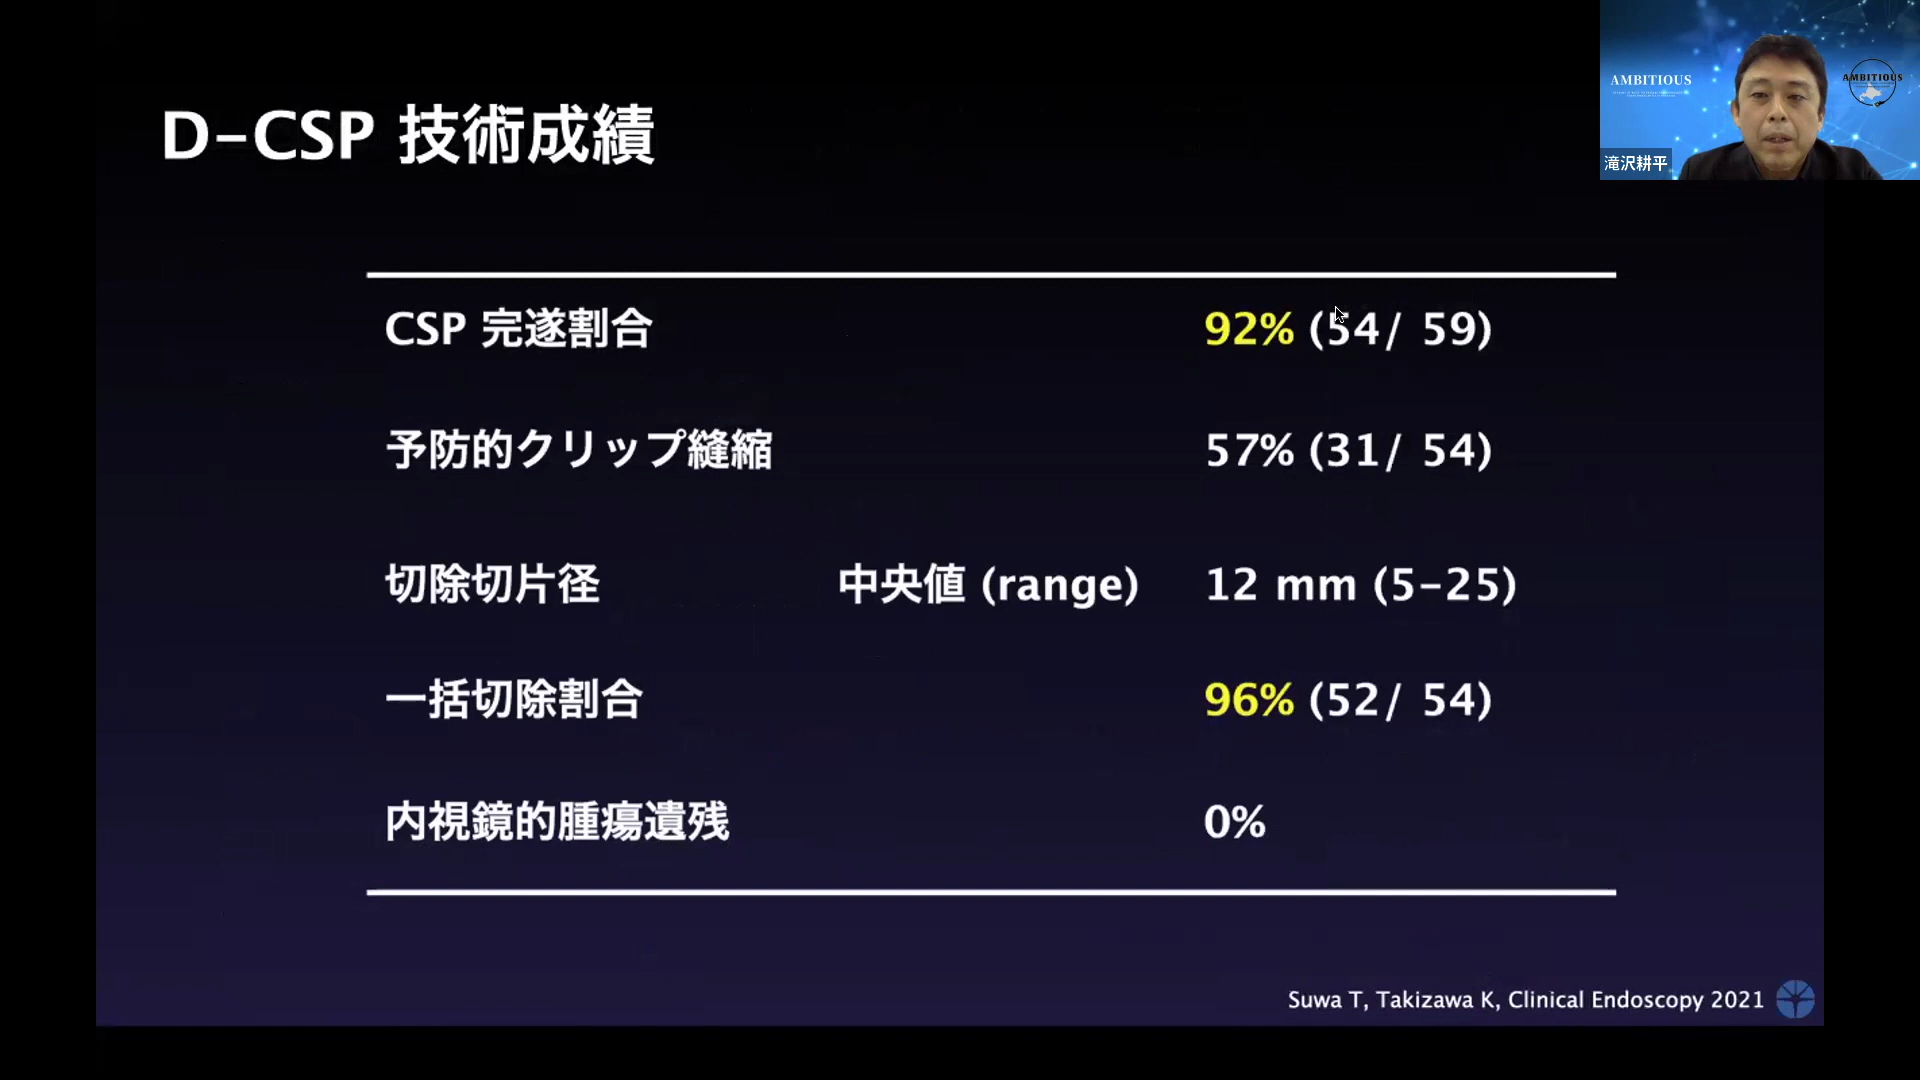 D-CSP 技術成績
AMBITIOUS
AMBITIOUS
滝沢耕平
CSP 完遂割合 92% (54/ 59)
予防的クリップ縫縮 57% (31/ 54)
切除切片径 中央値 (range) 12 mm (5-25)
一括切除割合 96% (52/ 54)
内視鏡的腫瘍遺残 0%
Suwa T, Takizawa K, Clinical Endoscopy 2021